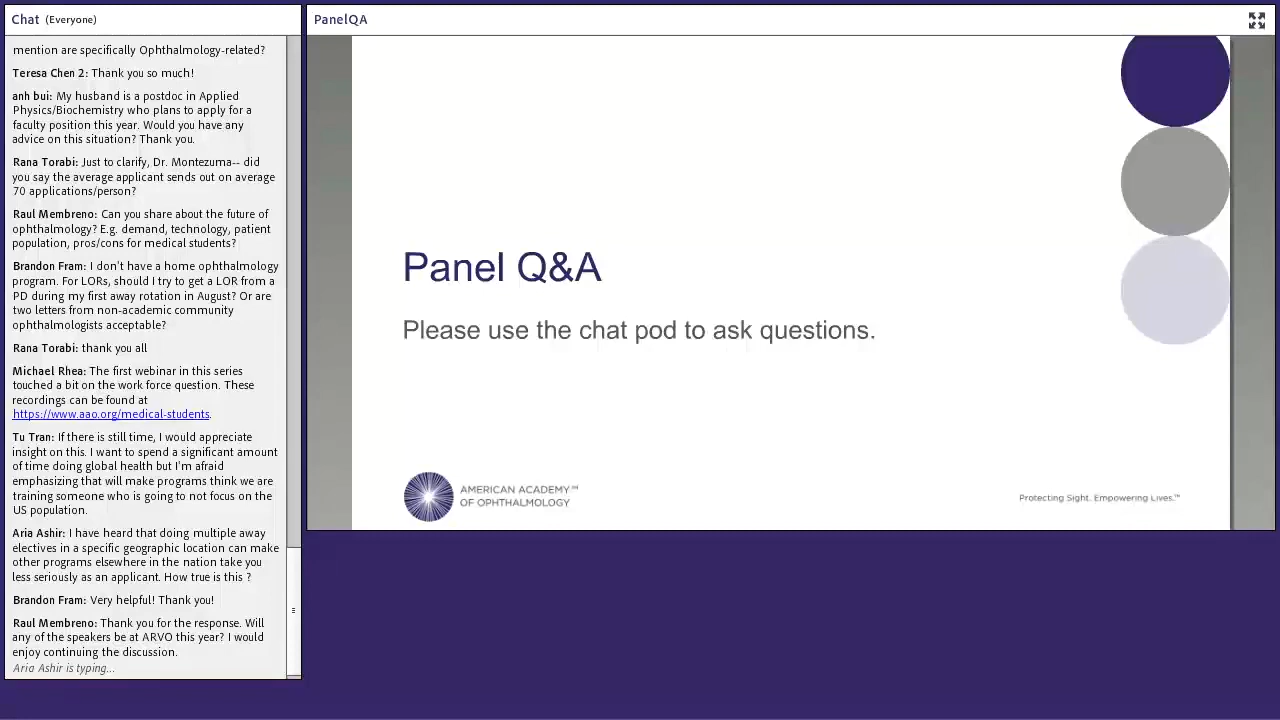 Chat (Everyone)
mention are specifically Ophthalmology-related?
Teresa Chen 2: Thank you so much!
anh bui: My husband is a postdoc in Applied
Physics/Biochemistry who plans to apply for a
faculty position this year. Would you have any
advice on this situation? Thank you.
Rana Torabi: Just to clarify, Dr. Montezuma-- did
you say the average applicant sends out on average
70 applications/person?
Raul Membreno: Can you share about the future of
ophthalmology? E.g. demand, technology, patient
population, pros/cons for medical students?
Brandon Fram: I don't have a home ophthalmology
program. For LORs, should I try to get a LOR from a
PD during my first away rotation in August? Or are
two letters from non-academic community
ophthalmologists acceptable?
Rana Torabi: thank you all
Michael Rhea: The first webinar in this series
touched a bit on the work force question. These
recordings can be found at
https://www.aao.org/medical-students.
Tu Tran: If there is still time, I would appreciate
insight on this. I want to spend a significant amount
of time doing global health but I'm afraid
emphasizing that will make programs think we are
training someone who is going to not focus on the
US population.
Aria Ashir: I have heard that doing multiple away
electives in a specific geographic location can make
other programs elsewhere in the nation take you
less seriously as an applicant. How true is this ?
Brandon Fram: Very helpful! Thank you!
Raul Membreno: Thank you for the response. Will
any of the speakers be at ARVO this year? I would
enjoy continuing the discussion.
Aria Ashir is typing...
PanelQA
Panel Q&A
Please use the chat pod to ask questions.
AMERICAN ACADEMY™
OF OPHTHALMOLOGY
Protecting Sight. Empowering Lives.™